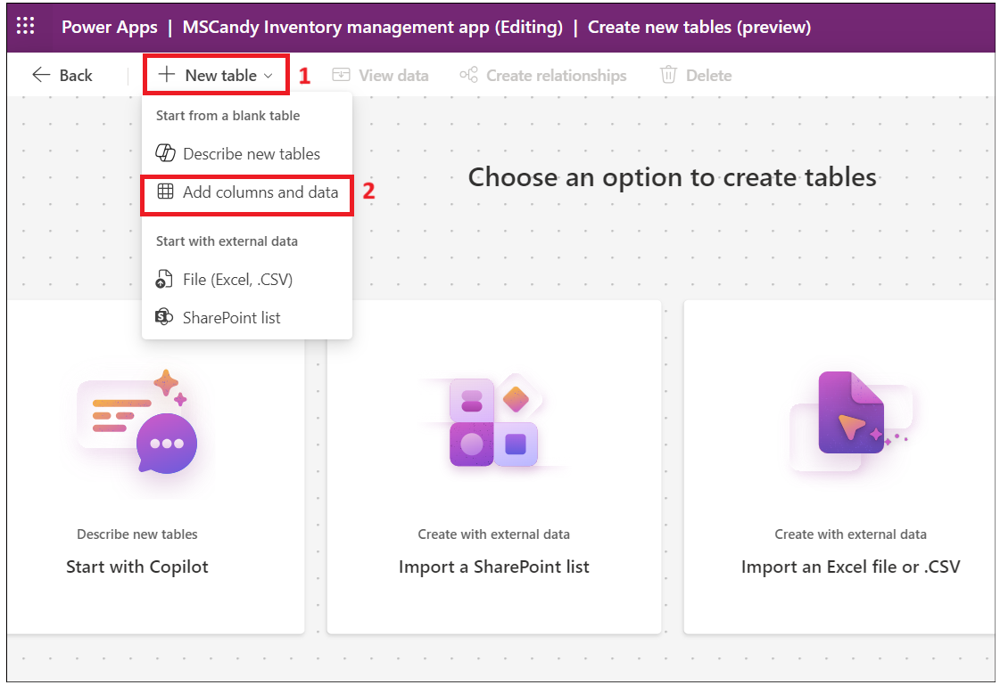 Power Apps | MSCandy Inventory management app (Editing) | Create new tables (preview)
Back New table 1 View data Create relationships Delete
Start from a blank table
Describe new tables
Add columns and data 2
Start with external data
File (Excel, .CSV)
SharePoint list
Choose an option to create tables
Describe new tables
Start with Copilot
Create with external data
Import a SharePoint list
Create with external data
Import an Excel file or .CSV